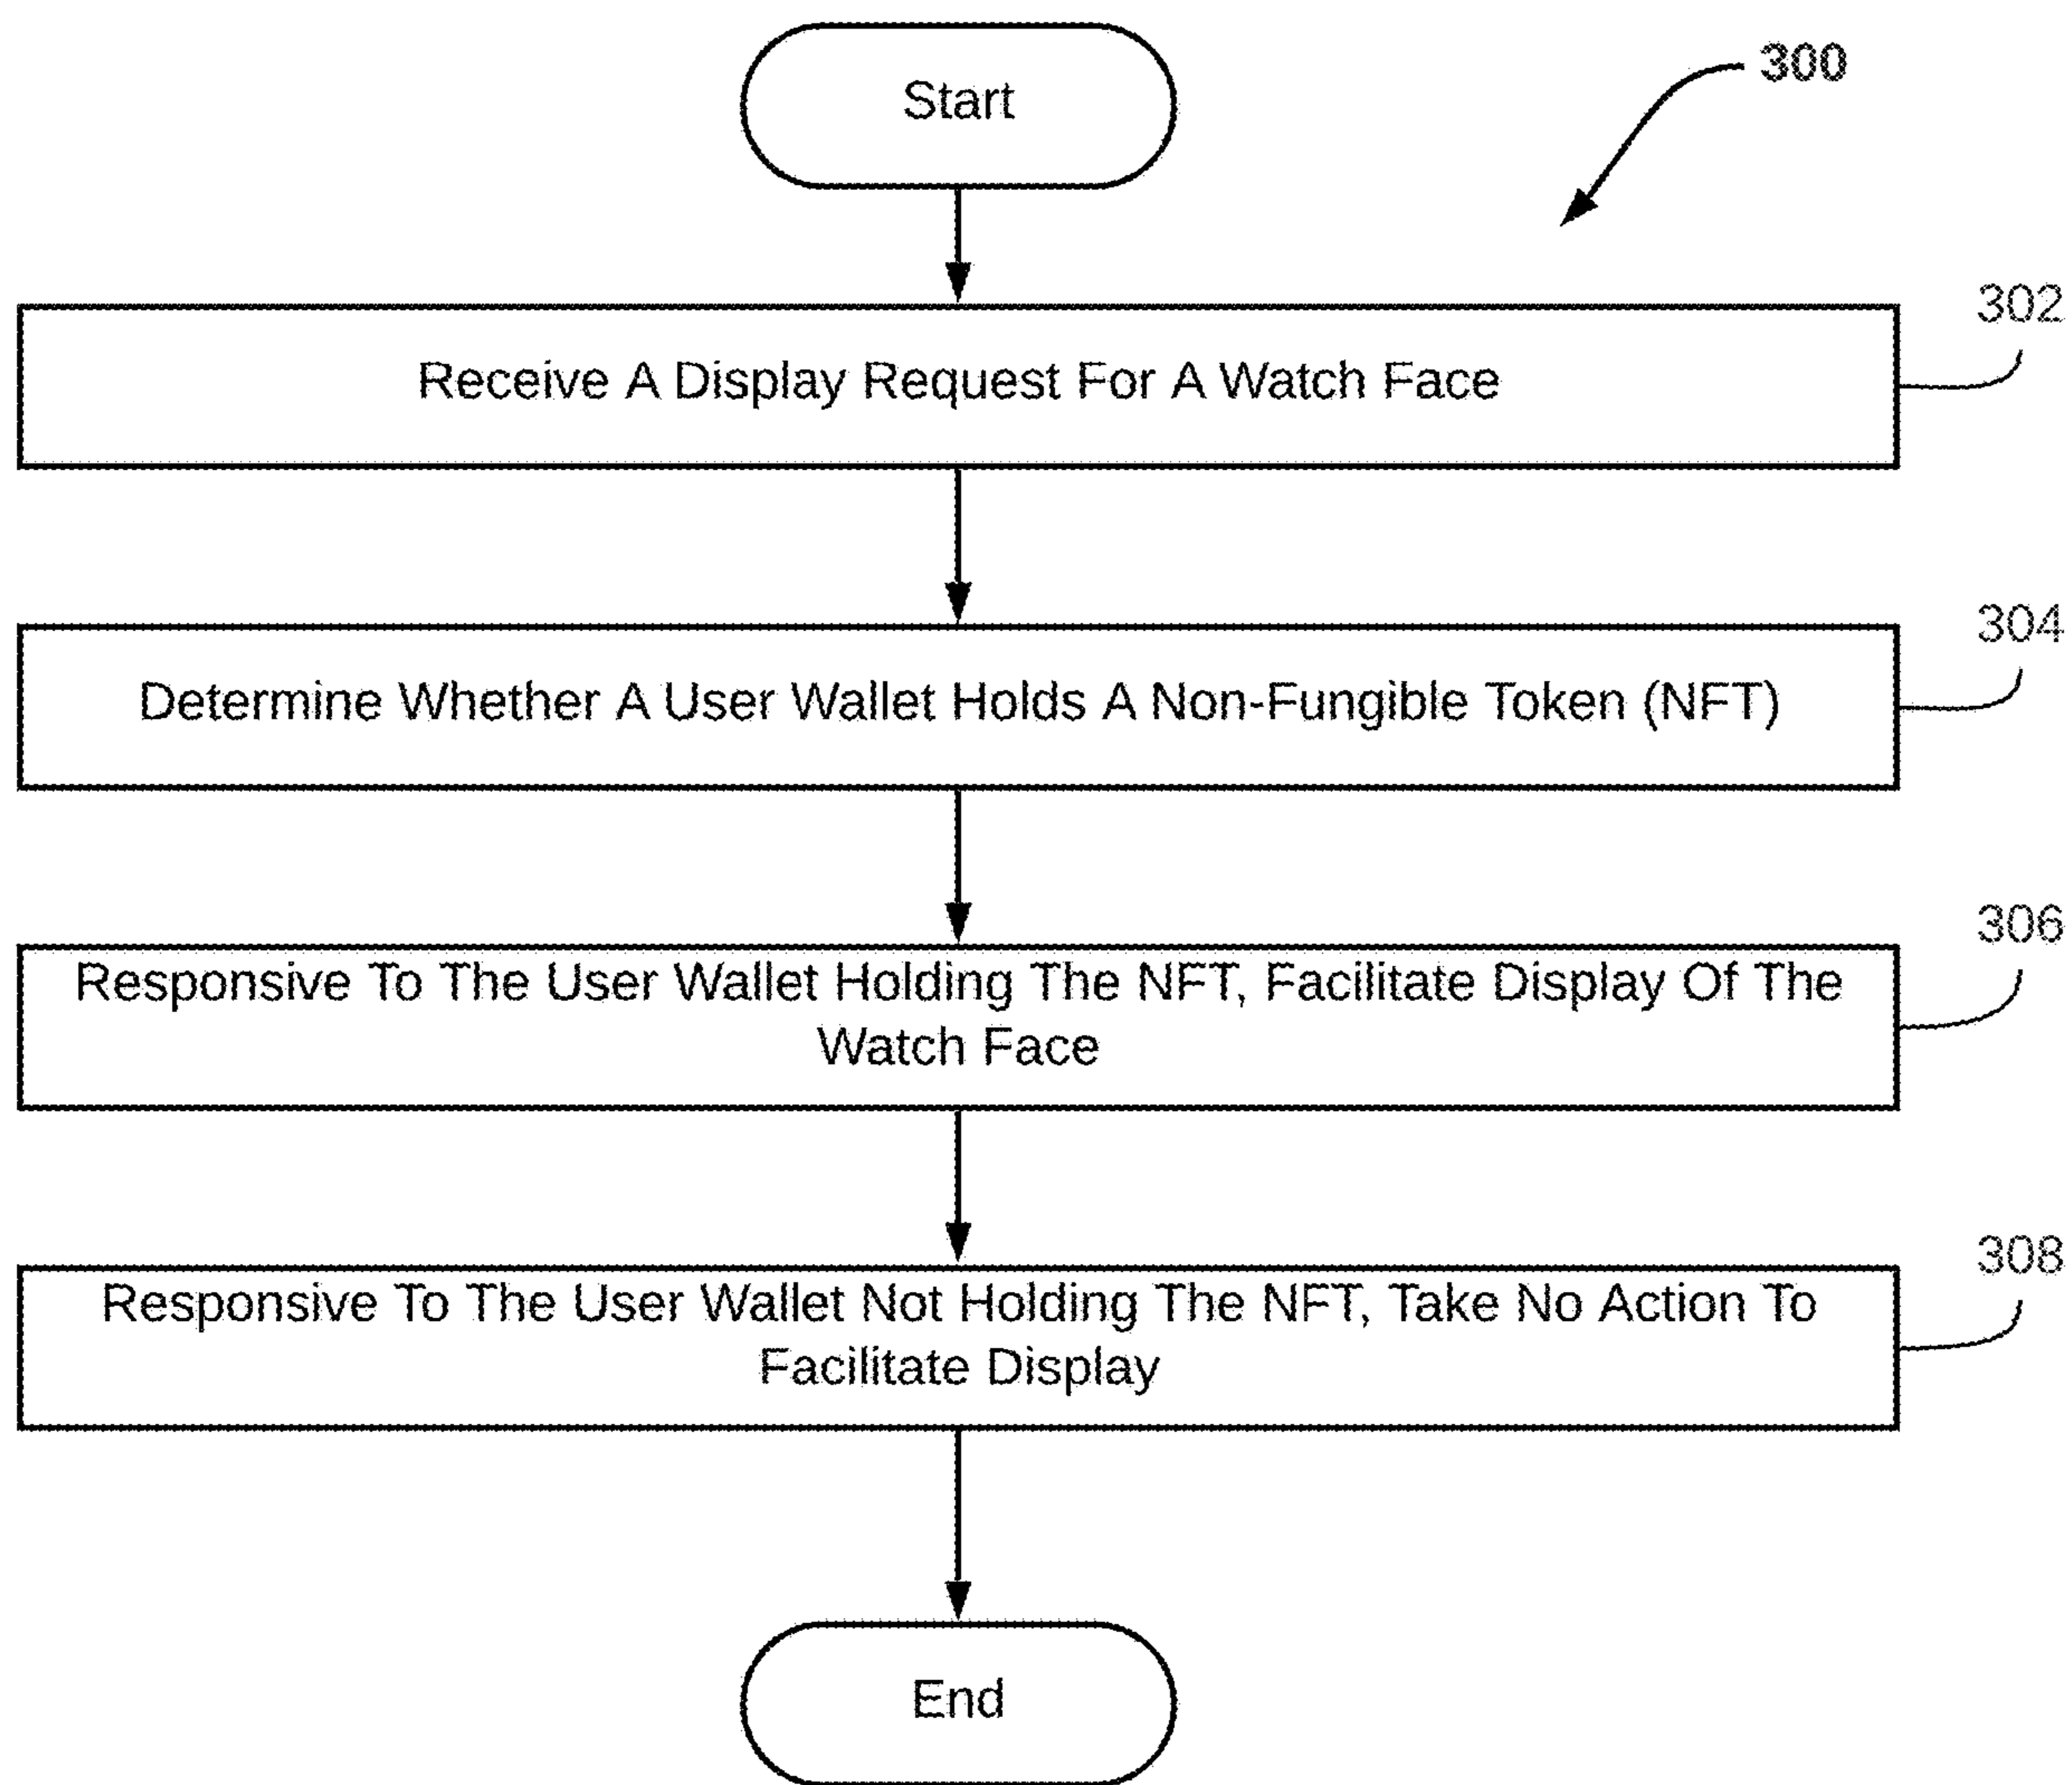 Start
300
302
Receive A Display Request For A Watch Face
304
Determine Whether A User Wallet Holds A Non-Fungible Token (NFT)
306
Responsive To The User Wallet Holding The NFT, Facilitate Display Of The
Watch Face
308
Responsive To The User Wallet Not Holding The NFT, Take No Action To
Facilitate Display
End